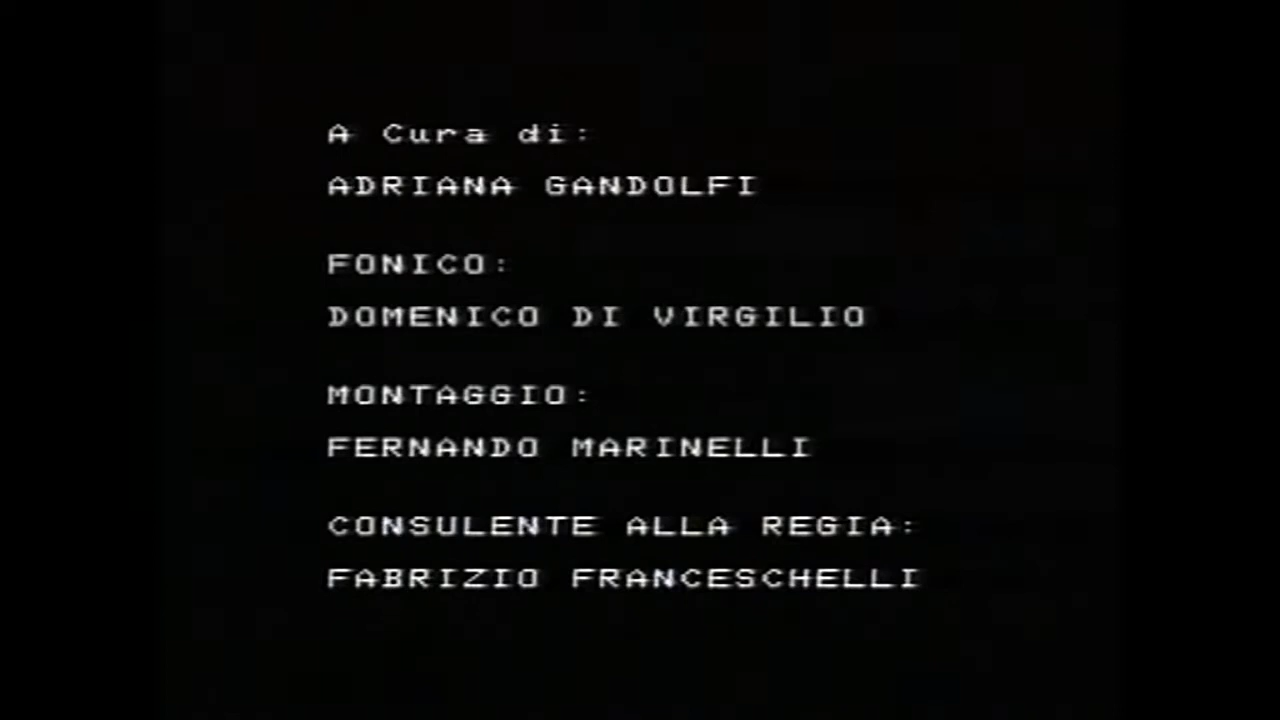 A Cura di:
ADRIANA GANDOLFI
FONICO:
DOMENICO DI VIRGILIO
MONTAGGIO:
FERNANDO MARINELLI
CONSULENTE ALLA REGIA:
FABRIZIO FRANCESCHELLI